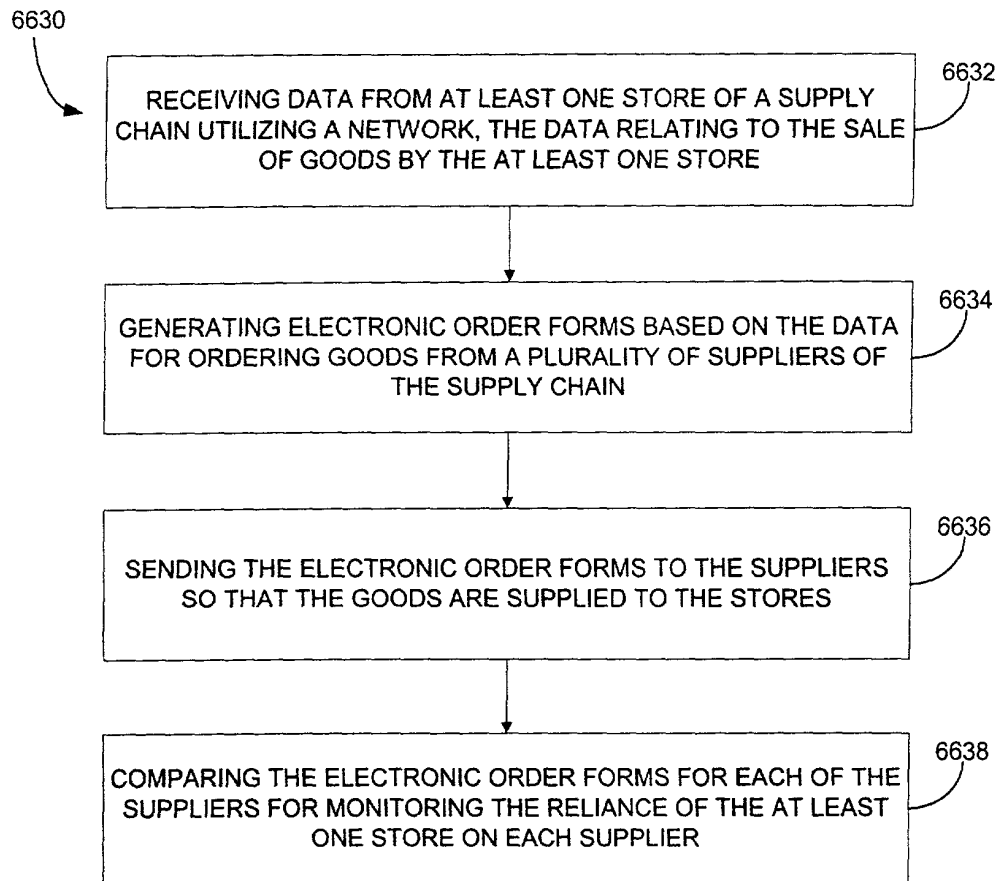 6630
6632
RECEIVING DATA FROM AT LEAST ONE STORE OF A SUPPLY
CHAIN UTILIZING A NETWORK, THE DATA RELATING TO THE SALE
OF GOODS BY THE AT LEAST ONE STORE
6634
GENERATING ELECTRONIC ORDER FORMS BASED ON THE DATA
FOR ORDERING GOODS FROM A PLURALITY OF SUPPLIERS OF
THE SUPPLY CHAIN
6636
SENDING THE ELECTRONIC ORDER FORMS TO THE SUPPLIERS
SO THAT THE GOODS ARE SUPPLIED TO THE STORES
6638
COMPARING THE ELECTRONIC ORDER FORMS FOR EACH OF THE
SUPPLIERS FOR MONITORING THE RELIANCE OF THE AT LEAST
ONE STORE ON EACH SUPPLIER